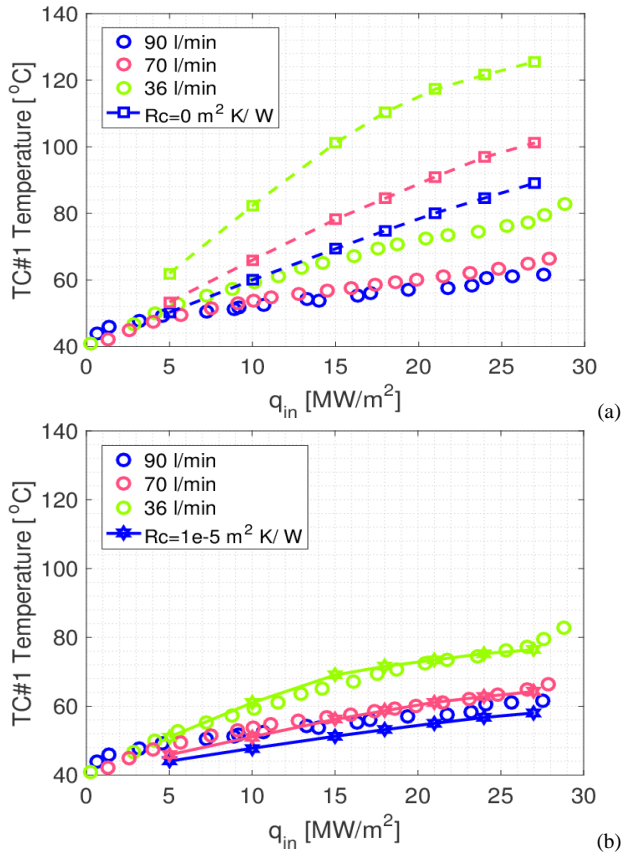 140
120
100
80
60
40
TC#1 Temperature [°C]
90 l/min
70 l/min
36 l/min
Rc=0 m² K/ W
0 5 10 15 20 25 30
q_in [MW/m²]
(a)
140
120
100
80
60
40
TC#1 Temperature [°C]
90 l/min
70 l/min
36 l/min
Rc=1e-5 m² K/ W
0 5 10 15 20 25 30
q_in [MW/m²]
(b)